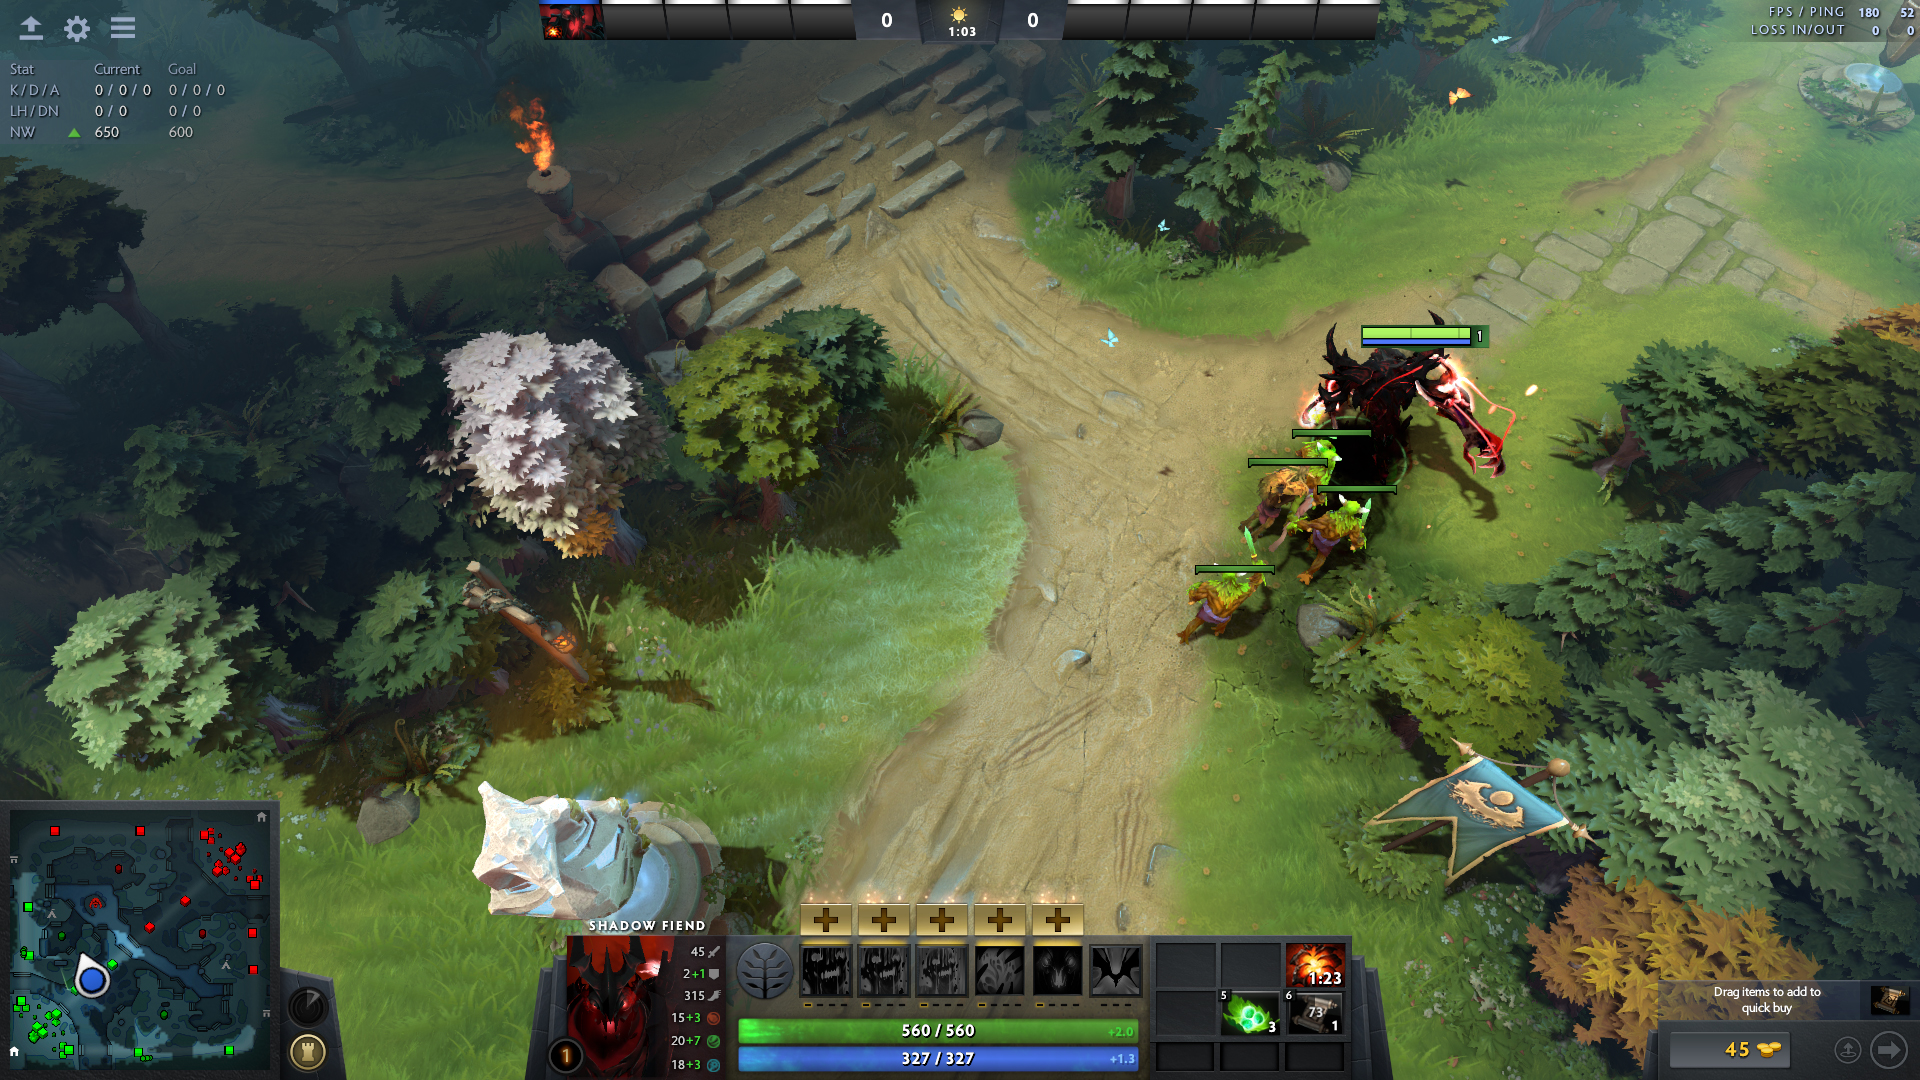 0
1:03
0
FPS / PING 180 52
LOSS IN/OUT 0 0
Stat Current Goal
K/D/A 0/0/0 0/0/0
LH/DN 0/0 0/0
NW 650 600
1
SHADOW FIEND
45
2+1
315
15+3
20+7
18+3
1
560 / 560 +2.0
327 / 327 +1.3
1:23
5 3
6 73 1
Drag items to add to
quick buy
45